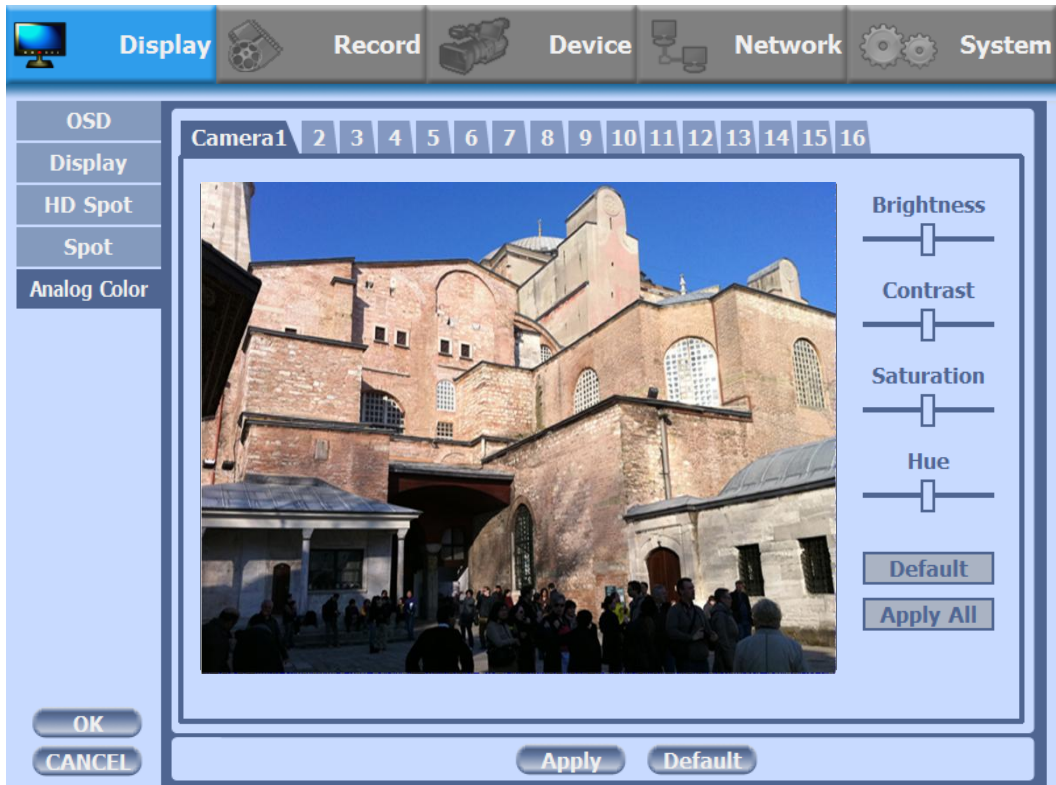 Display Record Device Network System
OSD
Display
HD Spot
Spot
Analog Color
Camera1 2 3 4 5 6 7 8 9 10 11 12 13 14 15 16
Brightness
Contrast
Saturation
Hue
Default
Apply All
OK
CANCEL
Apply Default